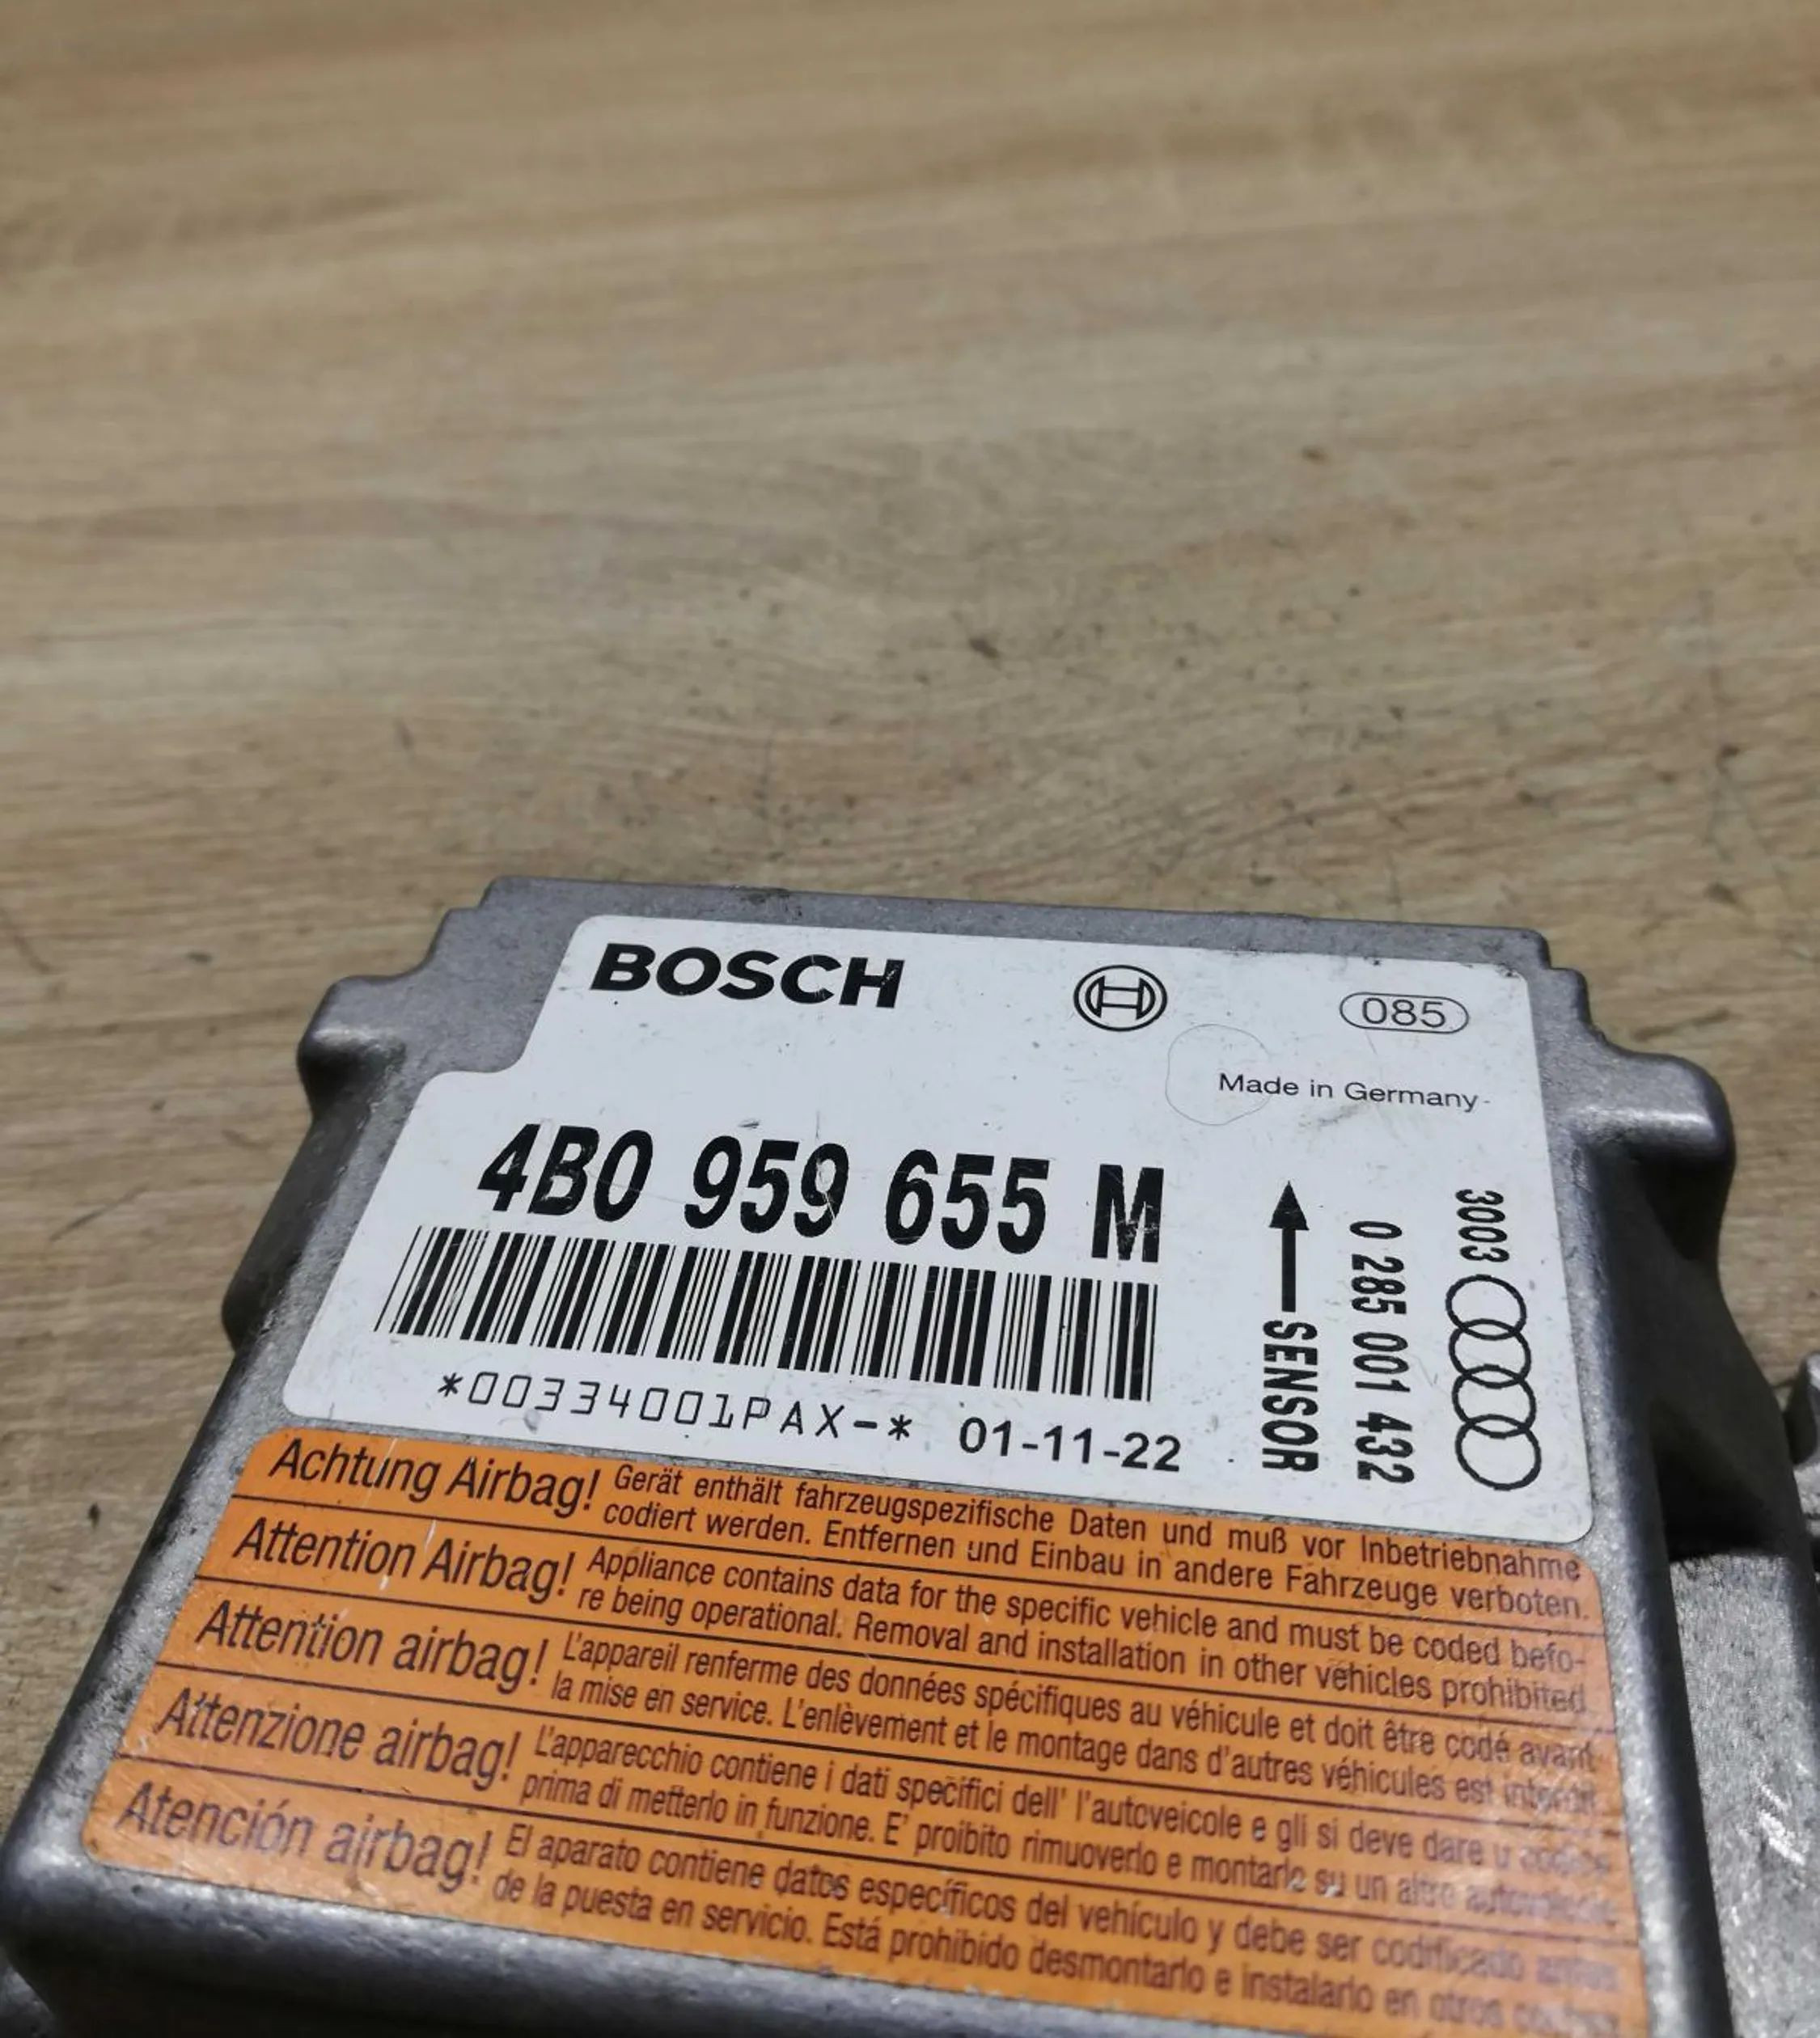 BOSCH
085
Made in Germany
4B0 959 655 M
*00334001PAX-* 01-11-22
SENSOR
0 285 001 432
3003
Achtung Airbag! Gerät enthält fahrzeugspezifische Daten und muß vor Inbetriebnahme
codiert werden. Entfernen und Einbau in andere Fahrzeuge verboten.
Attention Airbag! Appliance contains data for the specific vehicle and must be coded befo-
re being operational. Removal and installation in other vehicles prohibited.
Attention airbag! L'appareil renferme des données spécifiques au véhicule et doit être codé avant
la mise en service. L'enlèvement et le montage dans d'autres véhicules est interdit.
Attenzione airbag! L'apparecchio contiene i dati specifici dell' l'autoveicolo e gli si deve dare
prima di metterlo in funzione. E' proibito rimuoverlo e montarlo su un altro
Atención airbag! El aparato contiene datos específicos del vehículo y debe ser codificado antes
de la puesta en servicio. Está prohibido desmontarlo e instalarlo en otros